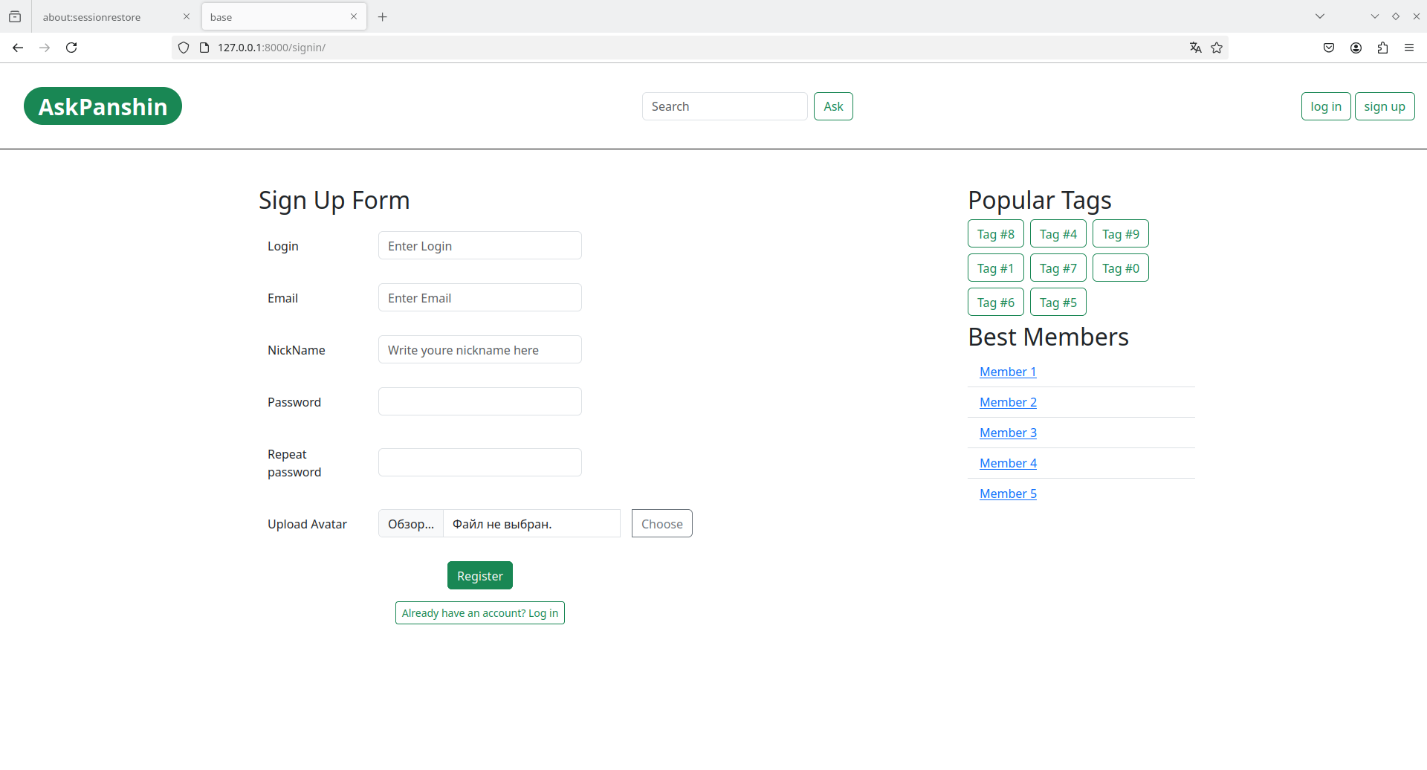 about:sessionrestore
base
127.0.0.1:8000/signin/
AskPanshin
Search
Ask
log in
sign up
Sign Up Form
Login
Enter Login
Email
Enter Email
NickName
Write youre nickname here
Password
Repeat
password
Upload Avatar
Обзор...
Файл не выбран.
Choose
Register
Already have an account? Log in
Popular Tags
Tag #8
Tag #4
Tag #9
Tag #1
Tag #7
Tag #0
Tag #6
Tag #5
Best Members
Member 1
Member 2
Member 3
Member 4
Member 5